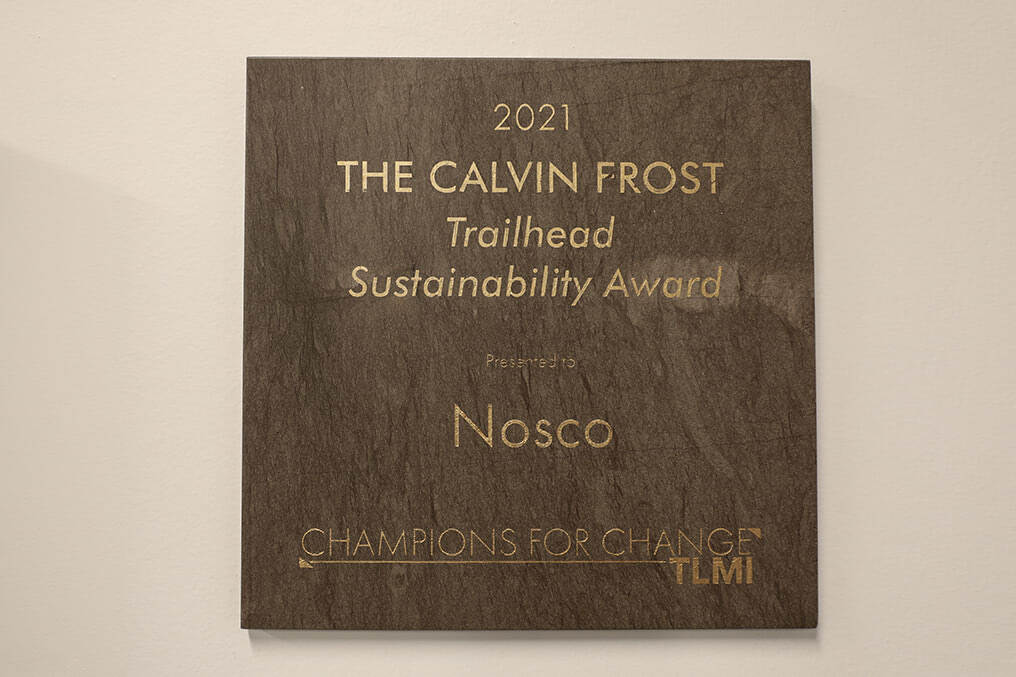 2021
THE CALVIN FROST
Trailhead
Sustainability Award
Presented to
Nosco
CHAMPIONS FOR CHANGE
TLMI